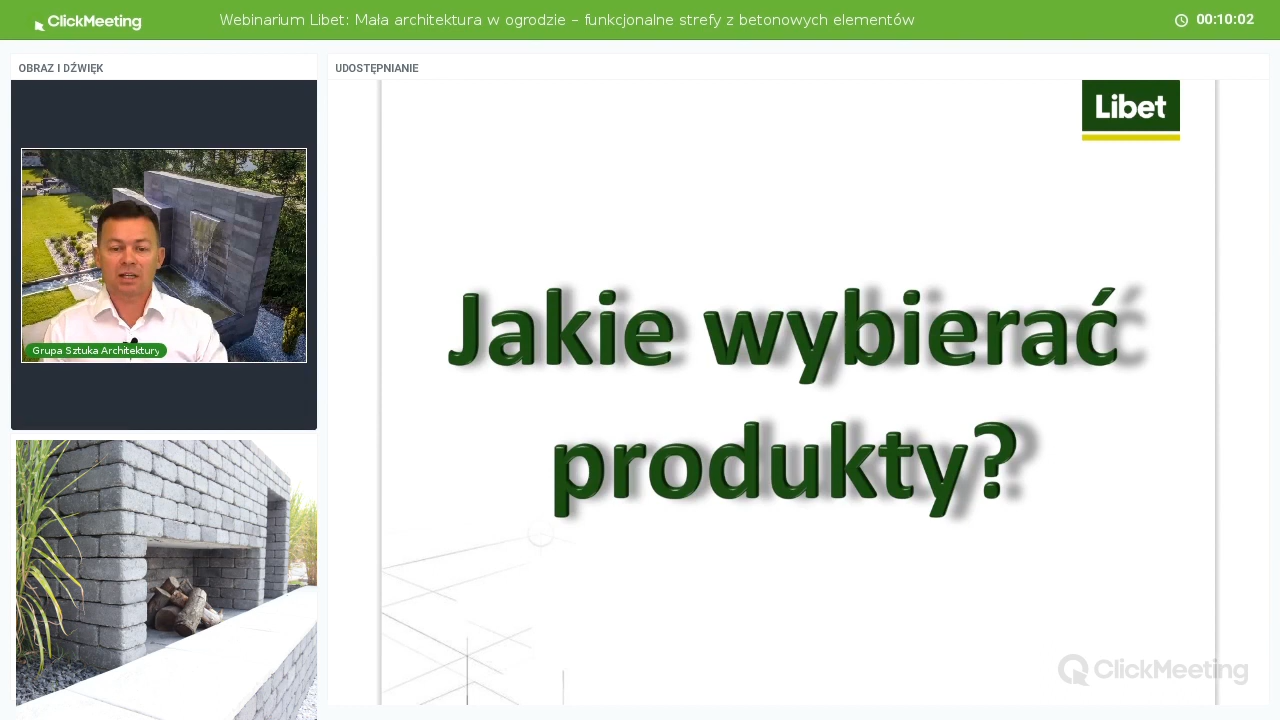 ClickMeeting
Webinarium Libet: Mała architektura w ogrodzie – funkcjonalne strefy z betonowych elementów
00:10:02
OBRAZ I DŹWIĘK
UDOSTĘPNIANIE
Libet
Grupa Sztuka Architektury
Jakie wybierać
produkty?
ClickMeeting